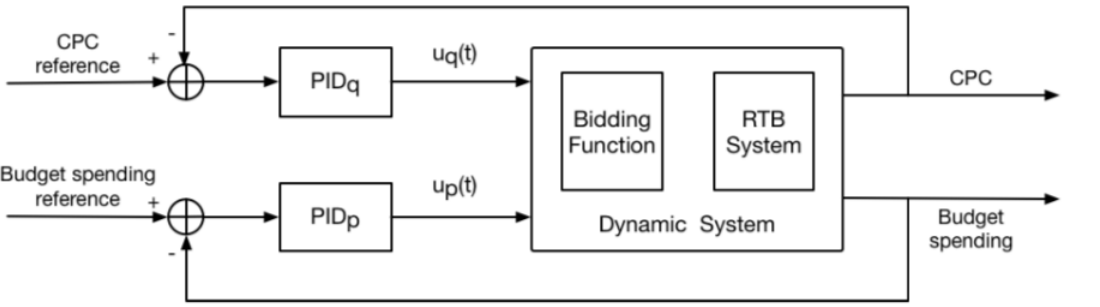 CPC
reference
+
-
PIDq
uq(t)
Bidding
Function
RTB
System
CPC
Budget spending
reference
+
-
PIDp
up(t)
Dynamic System
Budget
spending